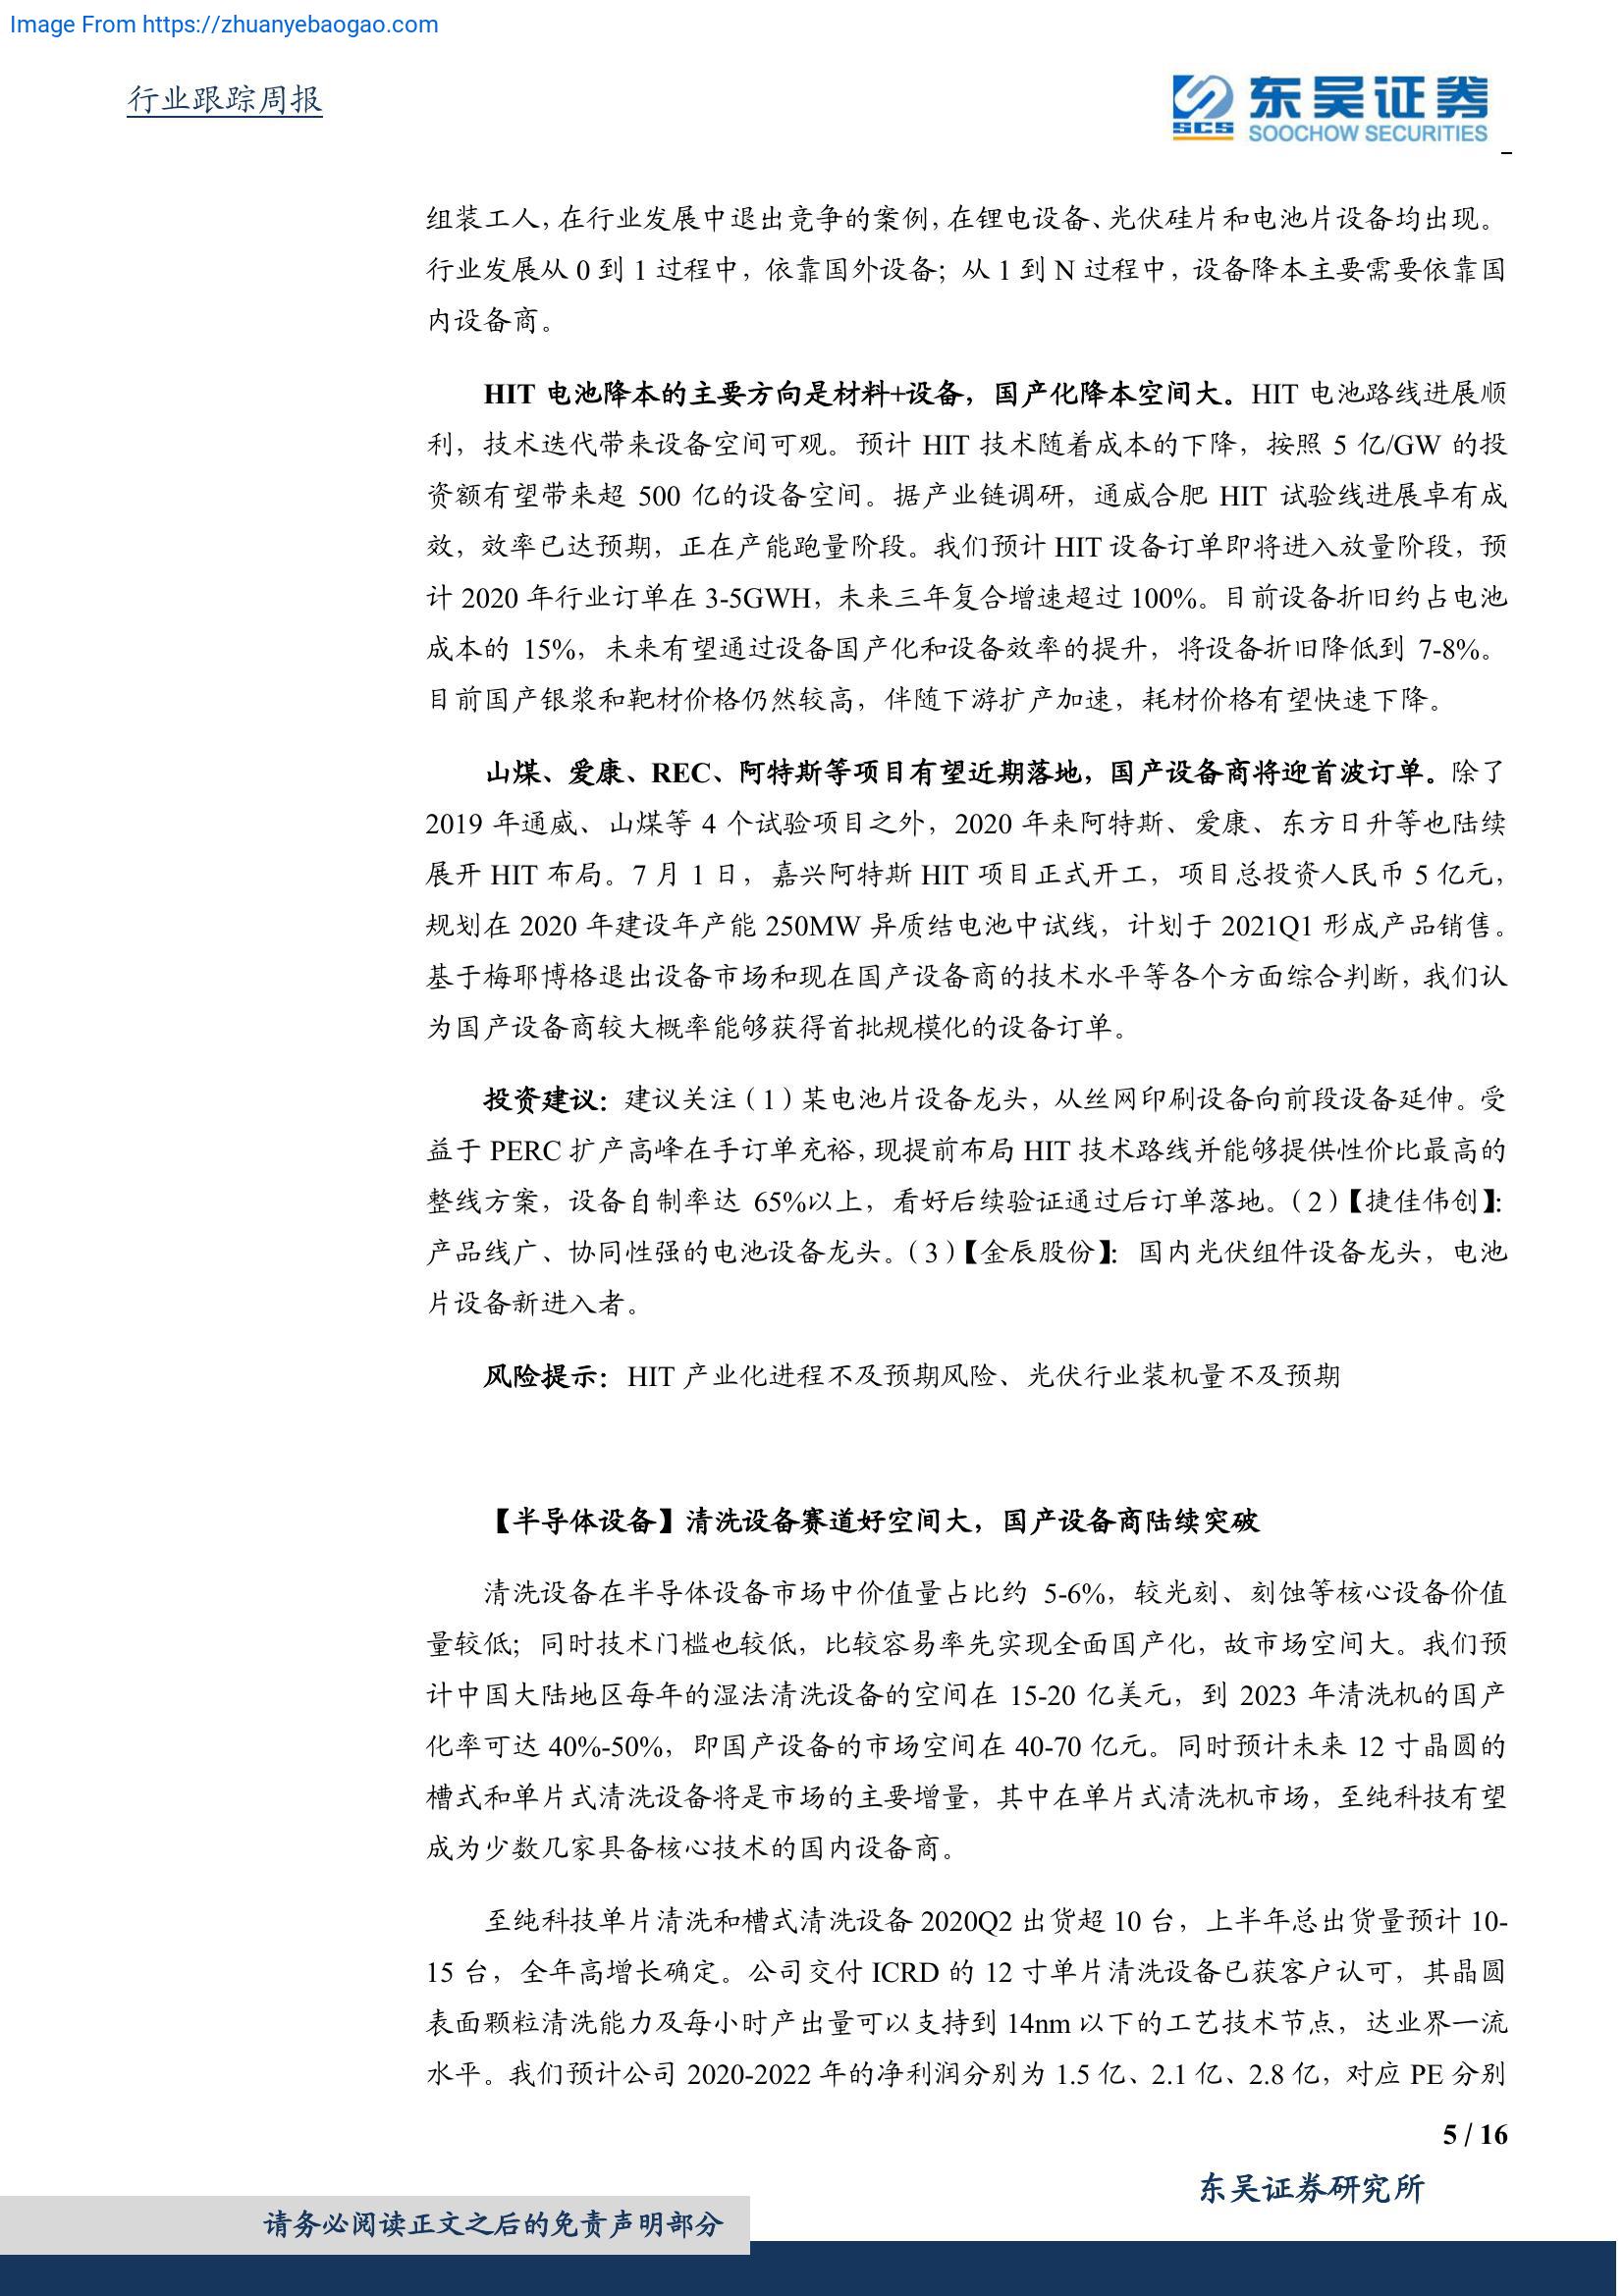 Image From https://zhuanyebaogao.com
行业跟踪周报
SCS 东吴证券
SOOCHOW SECURITIES
组装工人，在行业发展中退出竞争的案例，在锂电设备、光伏硅片和电池片设备均出现。
行业发展从 0 到 1 过程中，依靠国外设备；从 1 到 N 过程中，设备降本主要需要依靠国
内设备商。
HIT 电池降本的主要方向是材料+设备，国产化降本空间大。HIT 电池路线进展顺
利，技术迭代带来设备空间可观。预计 HIT 技术随着成本的下降，按照 5 亿/GW 的投
资额有望带来超 500 亿的设备空间。据产业链调研，通威合肥 HIT 试验线进展卓有成
效，效率已达预期，正在产能跑量阶段。我们预计 HIT 设备订单即将进入放量阶段，预
计 2020 年行业订单在 3-5GWH，未来三年复合增速超过 100%。目前设备折旧约占电池
成本的 15%，未来有望通过设备国产化和设备效率的提升，将设备折旧降低到 7-8%。
目前国产银浆和靶材价格仍然较高，伴随下游扩产加速，耗材价格有望快速下降。
山煤、爱康、REC、阿特斯等项目有望近期落地，国产设备商将迎首波订单。除了
2019 年通威、山煤等 4 个试验项目之外，2020 年来阿特斯、爱康、东方日升等也陆续
展开 HIT 布局。7 月 1 日，嘉兴阿特斯 HIT 项目正式开工，项目总投资人民币 5 亿元，
规划在 2020 年建设年产能 250MW 异质结电池中试线，计划于 2021Q1 形成产品销售。
基于梅耶博格退出设备市场和现在国产设备商的技术水平等各个方面综合判断，我们认
为国产设备商较大概率能够获得首批规模化的设备订单。
投资建议：建议关注（1）某电池片设备龙头，从丝网印刷设备向前段设备延伸。受
益于 PERC 扩产高峰在手订单充裕，现提前布局 HIT 技术路线并能够提供性价比最高的
整线方案，设备自制率达 65%以上，看好后续验证通过后订单落地。（2）【捷佳伟创】：
产品线广、协同性强的电池设备龙头。（3）【金辰股份】：国内光伏组件设备龙头，电池
片设备新进入者。
风险提示：HIT 产业化进程不及预期风险、光伏行业装机量不及预期
【半导体设备】清洗设备赛道好空间大，国产设备商陆续突破
清洗设备在半导体设备市场中价值量占比约 5-6%，较光刻、刻蚀等核心设备价值
量较低；同时技术门槛也较低，比较容易率先实现全面国产化，故市场空间大。我们预
计中国大陆地区每年的湿法清洗设备的空间在 15-20 亿美元，到 2023 年清洗机的国产
化率可达 40%-50%，即国产设备的市场空间在 40-70 亿元。同时预计未来 12 寸晶圆的
槽式和单片式清洗设备将是市场的主要增量，其中在单片式清洗机市场，至纯科技有望
成为少数几家具备核心技术的国内设备商。
至纯科技单片清洗和槽式清洗设备 2020Q2 出货超 10 台，上半年总出货量预计 10-
15 台，全年高增长确定。公司交付 ICRD 的 12 寸单片清洗设备已获客户认可，其晶圆
表面颗粒清洗能力及每小时产出量可以支持到 14nm 以下的工艺技术节点，达业界一流
水平。我们预计公司 2020-2022 年的净利润分别为 1.5 亿、2.1 亿、2.8 亿，对应 PE 分别
5 / 16
东吴证券研究所
请务必阅读正文之后的免责声明部分